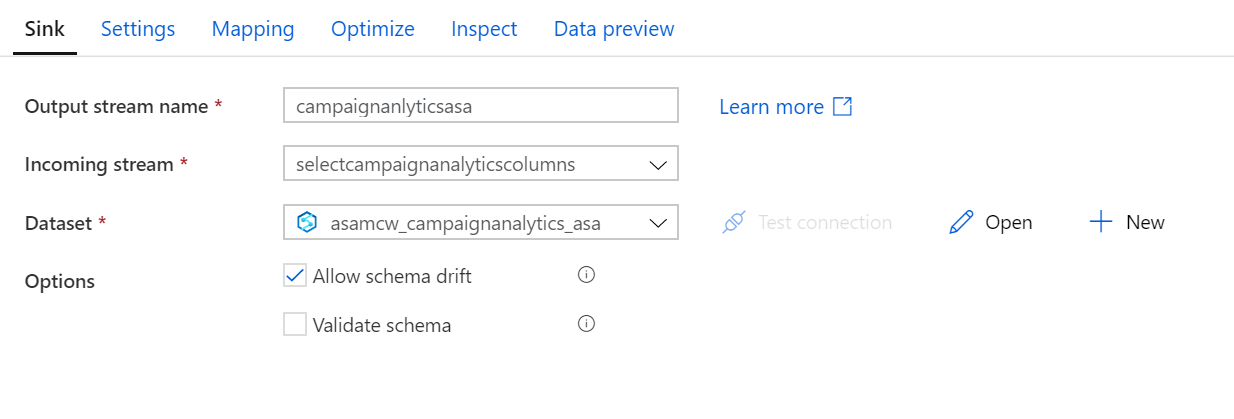 Sink Settings Mapping Optimize Inspect Data preview
Output stream name * campaignanlyticsasa Learn more
Incoming stream * selectcampaignanalyticscolumns
Dataset * asamcw_campaignanalytics_asa Test connection Open New
Options Allow schema drift
Validate schema